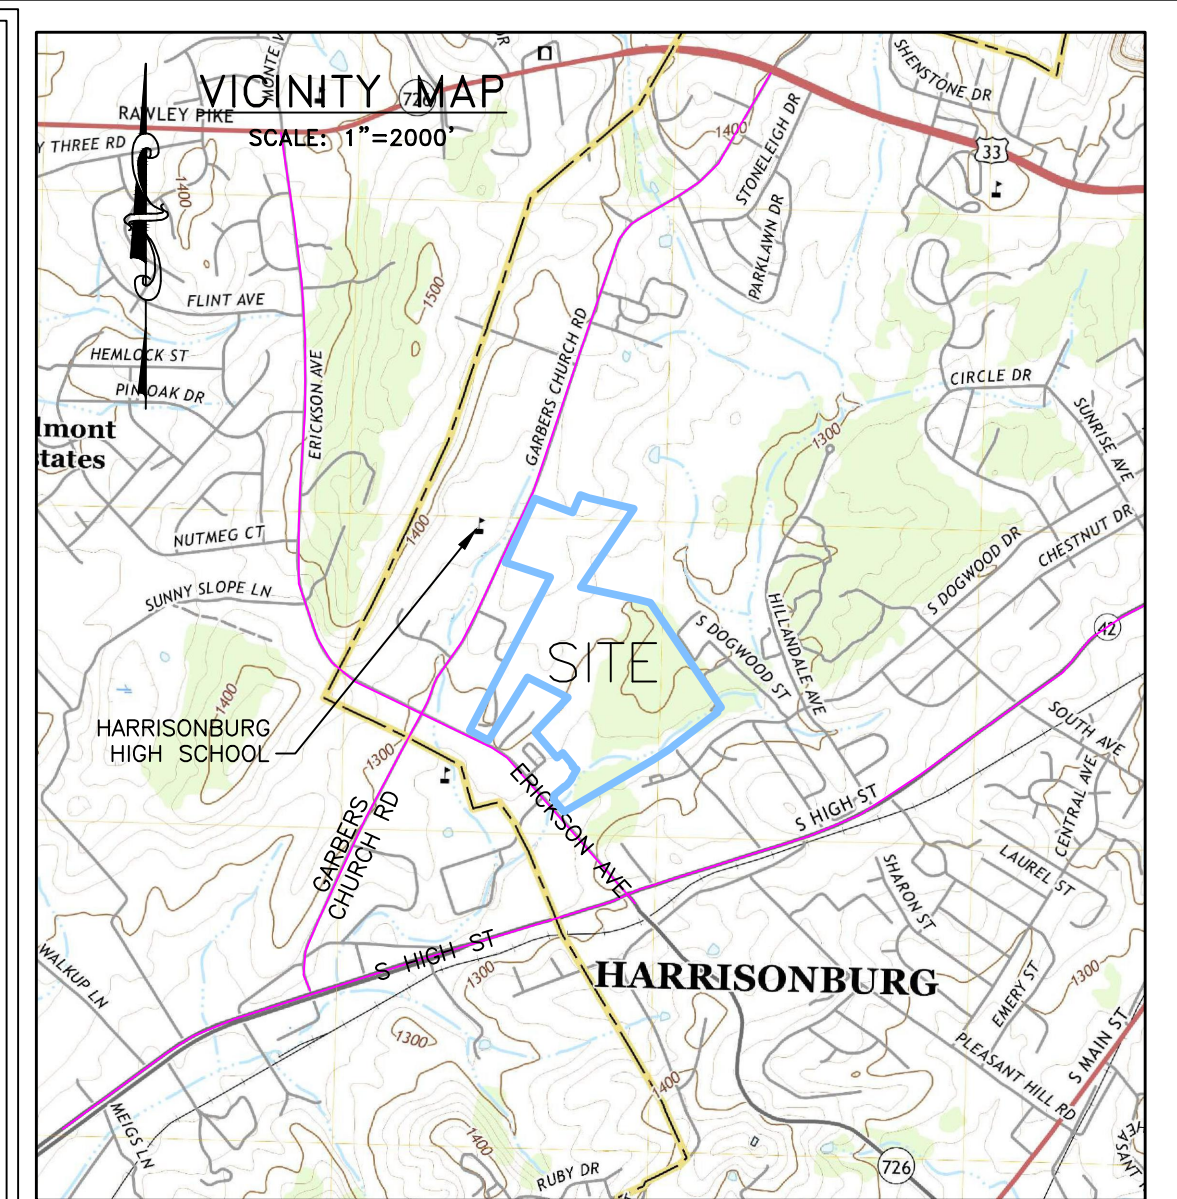 VICINITY MAP
SCALE: 1"=2000'
RAWLEY PIKE
726
Y THREE RD
1400
SHENSTONE DR
33
1400
STONELEIGH DR
PARKLAWN DR
FLINT AVE
1500
HEMLOCK ST
PIN OAK DR
ERICKSON AVE
GARBERS CHURCH RD
CIRCLE DR
SUNRISE AVE
lmont
states
1300
NUTMEG CT
1400
CHESTNUT DR
S DOGWOOD DR
SUNNY SLOPE LN
HILLANDALE AVE
S DOGWOOD ST
42
SITE
1400
HARRISONBURG
HIGH SCHOOL
1300
SOUTH AVE
ERICKSON AVE
GARBERS
CHURCH RD
S HIGH ST
CENTRAL AVE
LAUREL ST
SHARON ST
S HIGH ST
WALKUP LN
1300
HARRISONBURG
1300
EMERY ST
1300
PLEASANT HILL RD
S MAIN ST
1400
MEIGS LN
1400
RUBY DR
726